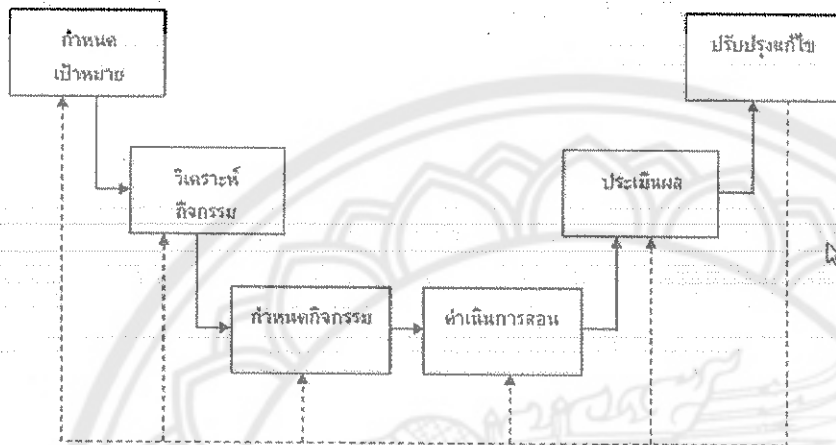 กำหนด
เป้าหมาย
วิเคราะห์
กิจกรรม
กำหนดกิจกรรม
ดำเนินการสอน
ประเมินผล
ปรับปรุงแก้ไข